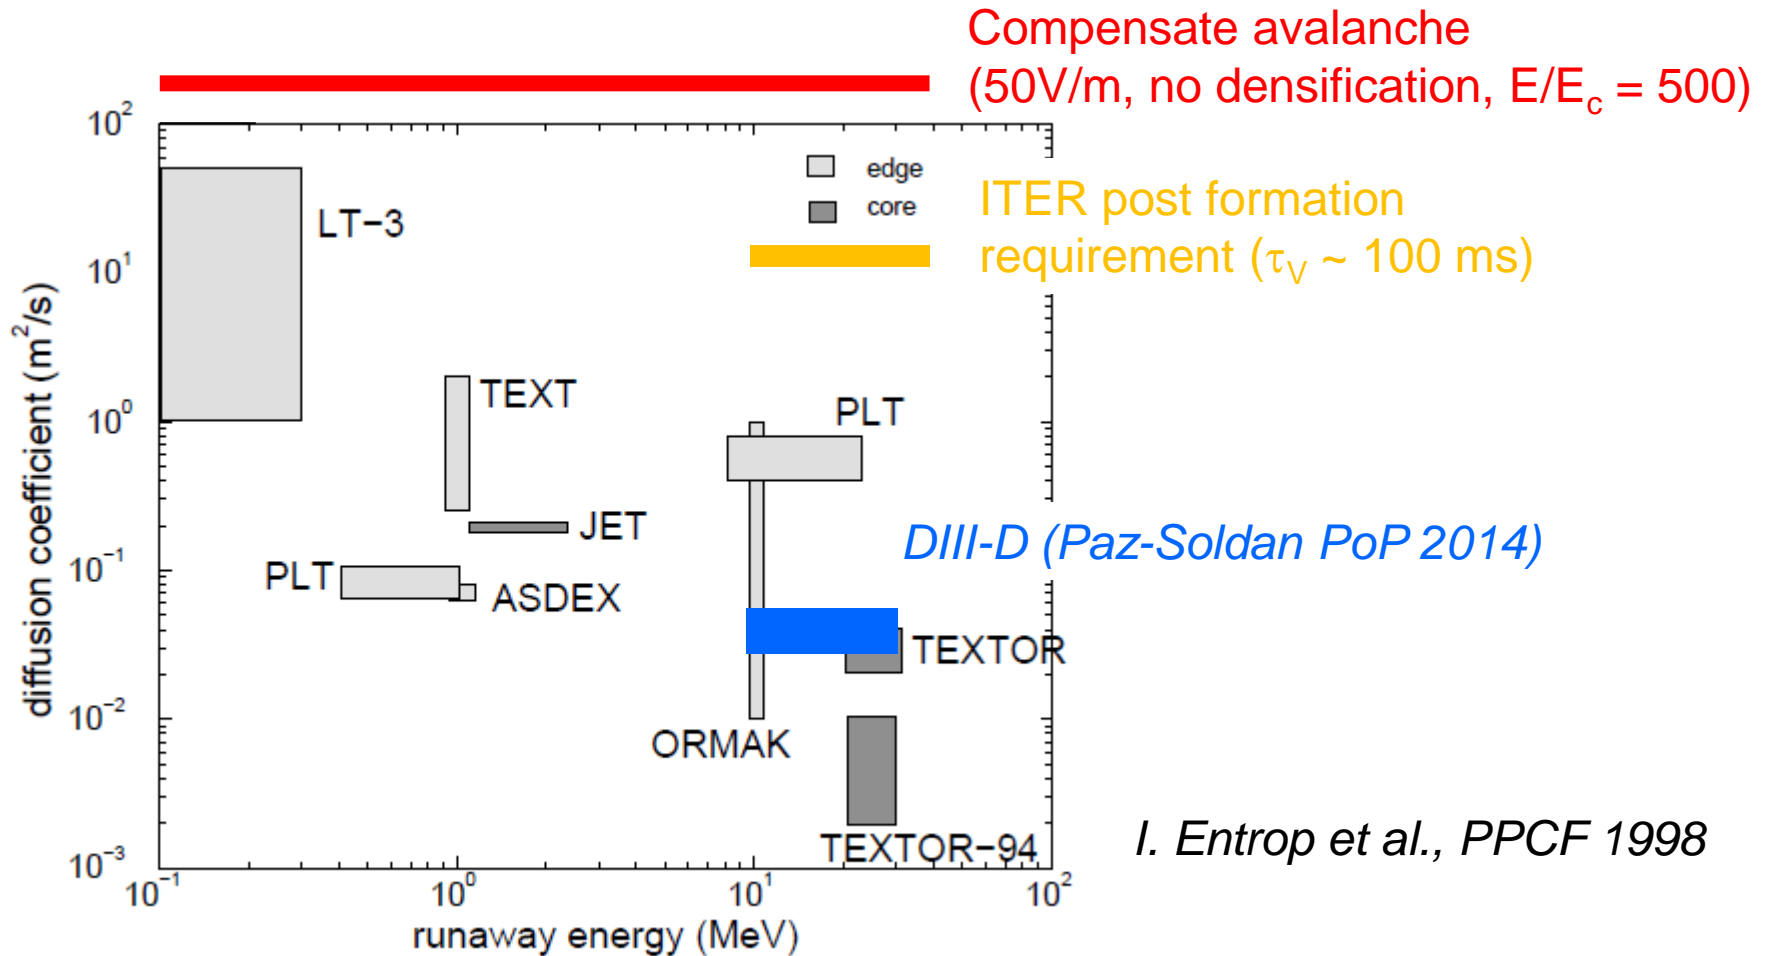 Compensate avalanche
(50V/m, no densification, E/E_c = 500)
10²
edge
core
ITER post formation
requirement (τ_V ~ 100 ms)
LT−3
10¹
diffusion coefficient (m²/s)
TEXT
PLT
10⁰
JET
DIII-D (Paz-Soldan PoP 2014)
10⁻¹
PLT
ASDEX
TEXTOR
10⁻²
ORMAK
TEXTOR−94
I. Entrop et al., PPCF 1998
10⁻³
10⁻¹ 10⁰ 10¹ 10²
runaway energy (MeV)